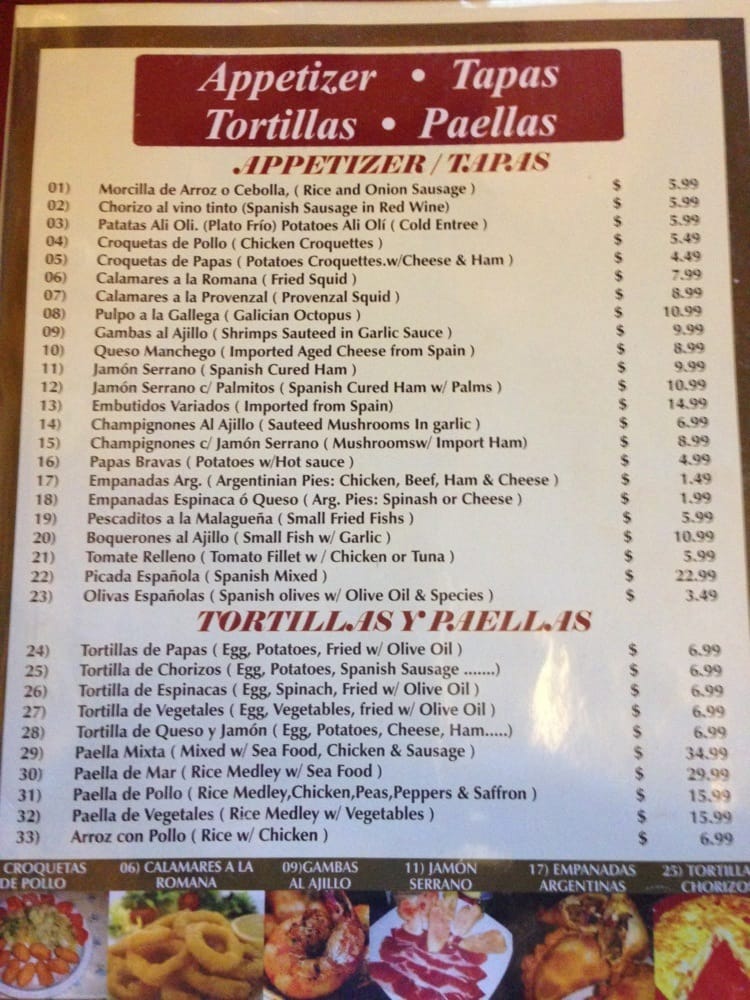 Appetizer • Tapas
Tortillas • Paellas
APPETIZER / TAPAS
01) Morcilla de Arroz o Cebolla, ( Rice and Onion Sausage ) $ 5.99
02) Chorizo al vino tinto (Spanish Sausage in Red Wine) $ 5.99
03) Patatas Ali Oli. (Plato Frío) Potatoes Ali Olí ( Cold Entree ) $ 5.99
04) Croquetas de Pollo ( Chicken Croquettes ) $ 5.49
05) Croquetas de Papas ( Potatoes Croquettes.w/Cheese & Ham ) $ 4.49
06) Calamares a la Romana ( Fried Squid ) $ 7.99
07) Calamares a la Provenzal ( Provenzal Squid ) $ 8.99
08) Pulpo a la Gallega ( Galician Octopus ) $ 10.99
09) Gambas al Ajillo ( Shrimps Sauteed in Garlic Sauce ) $ 9.99
10) Queso Manchego ( Imported Aged Cheese from Spain ) $ 8.99
11) Jamón Serrano ( Spanish Cured Ham ) $ 9.99
12) Jamón Serrano c/ Palmitos ( Spanish Cured Ham w/ Palms ) $ 10.99
13) Embutidos Variados ( Imported from Spain) $ 14.99
14) Champignones Al Ajillo ( Sauteed Mushrooms In garlic ) $ 6.99
15) Champignones c/ Jamón Serrano ( Mushroomsw/ Import Ham) $ 8.99
16) Papas Bravas ( Potatoes w/Hot sauce ) $ 4.99
17) Empanadas Arg. ( Argentinian Pies: Chicken, Beef, Ham & Cheese ) $ 1.49
18) Empanadas Espinaca ó Queso ( Arg. Pies: Spinash or Cheese ) $ 1.99
19) Pescaditos a la Malagueña ( Small Fried Fishs ) $ 5.99
20) Boquerones al Ajillo ( Small Fish w/ Garlic ) $ 10.99
21) Tomate Relleno ( Tomato Fillet w / Chicken or Tuna ) $ 5.99
22) Picada Española ( Spanish Mixed ) $ 22.99
23) Olivas Españolas ( Spanish olives w/ Olive Oil & Species ) $ 3.49
TORTILLAS Y PAELLAS
24) Tortillas de Papas ( Egg, Potatoes, Fried w/ Olive Oil ) $ 6.99
25) Tortilla de Chorizos ( Egg, Potatoes, Spanish Sausage .......) $ 6.99
26) Tortilla de Espinacas ( Egg, Spinach, Fried w/ Olive Oil ) $ 6.99
27) Tortilla de Vegetales ( Egg, Vegetables, fried w/ Olive Oil ) $ 6.99
28) Tortilla de Queso y Jamón ( Egg, Potatoes, Cheese, Ham.....) $ 6.99
29) Paella Mixta ( Mixed w/ Sea Food, Chicken & Sausage ) $ 34.99
30) Paella de Mar ( Rice Medley w/ Sea Food ) $ 29.99
31) Paella de Pollo ( Rice Medley,Chicken,Peas,Peppers & Saffron ) $ 15.99
32) Paella de Vegetales ( Rice Medley w/ Vegetables ) $ 15.99
33) Arroz con Pollo ( Rice w/ Chicken ) $ 6.99
CROQUETAS
DE POLLO
06) CALAMARES A LA
ROMANA
09)GAMBAS
AL AJILLO
11) JAMÓN
SERRANO
17) EMPANADAS
ARGENTINAS
25) TORTILLA
CHORIZO